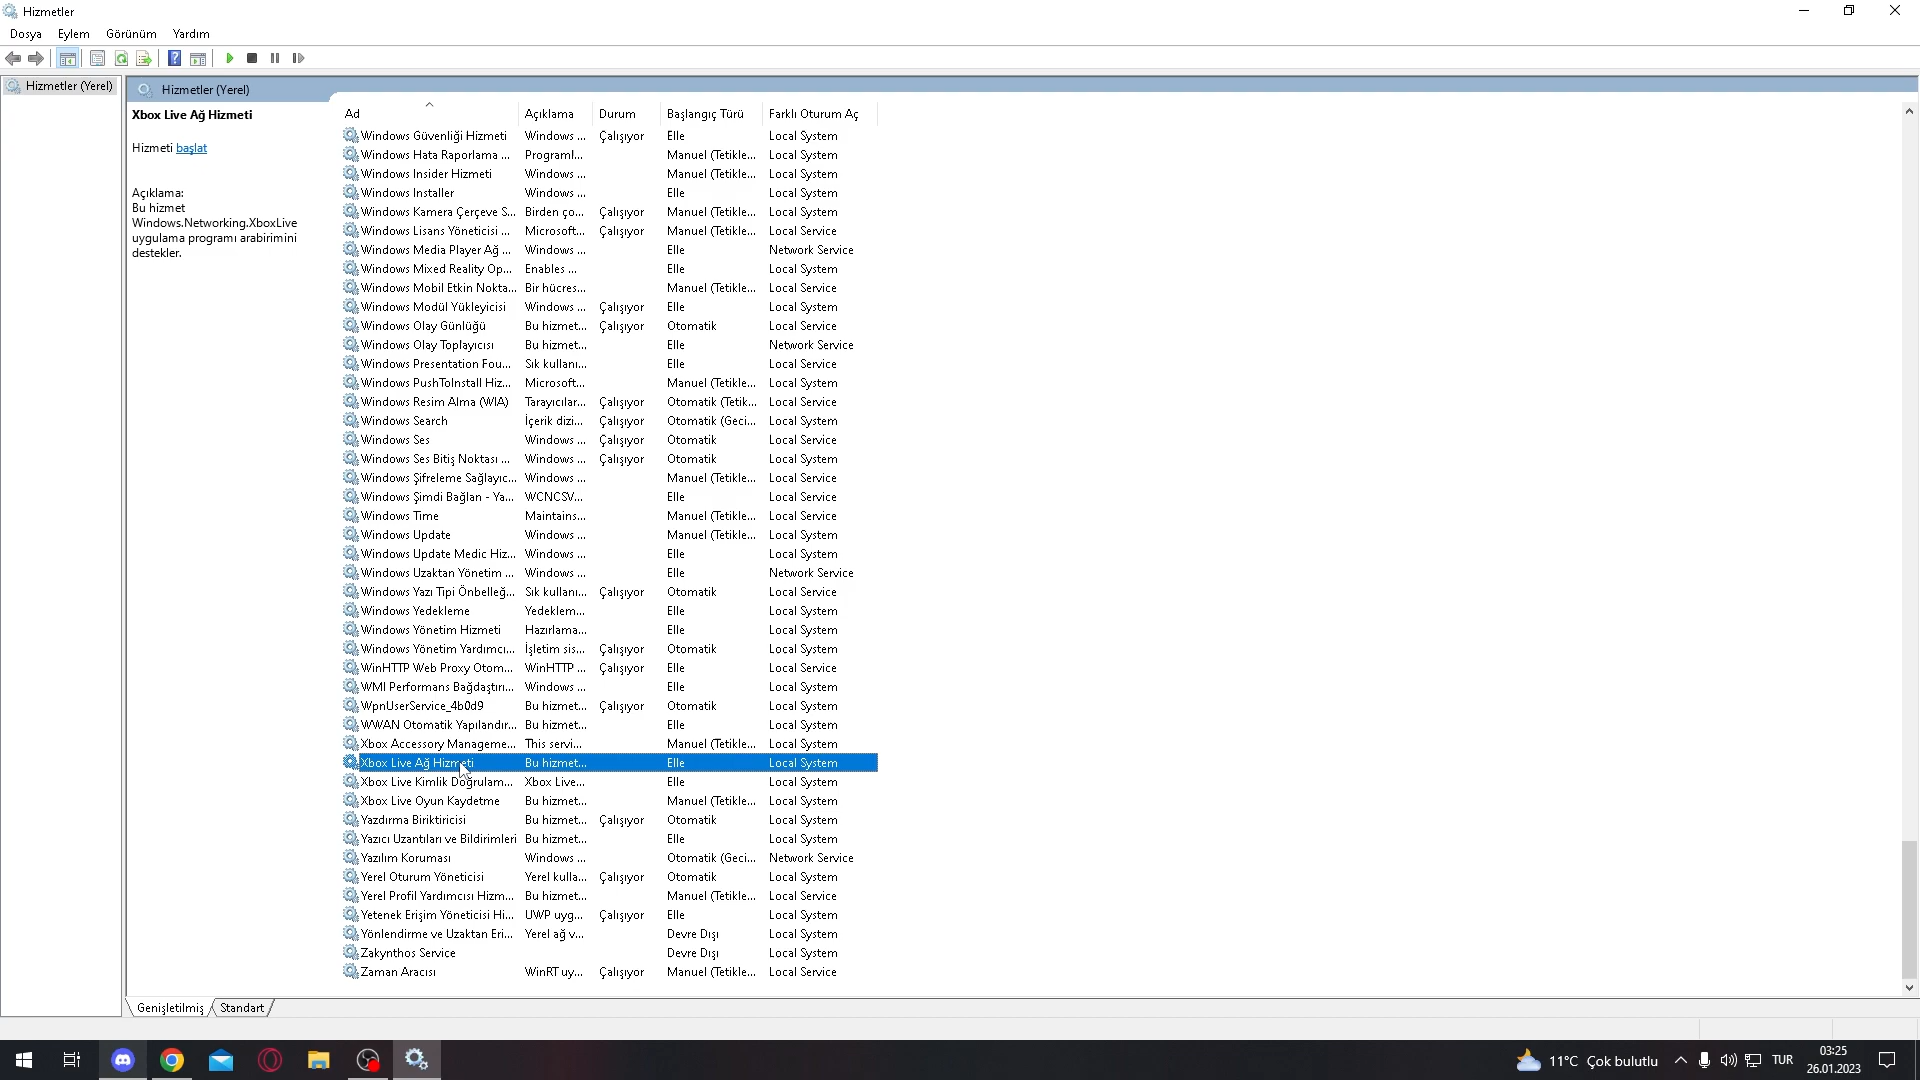 Hizmetler
Dosya Eylem Görünüm Yardım
Hizmetler (Yerel)
Hizmetler (Yerel)
Xbox Live Ağ Hizmeti
Hizmeti başlat
Açıklama:
Bu hizmet
Windows.Networking.XboxLive
uygulama programı arabirimini
destekler.
Ad Açıklama Durum Başlangıç Türü Farklı Oturum Aç
Windows Güvenliği Hizmeti Windows ... Çalışıyor Elle Local System
Windows Hata Raporlama ... Programl... Manuel (Tetikle... Local System
Windows Insider Hizmeti Windows ... Manuel (Tetikle... Local System
Windows Installer Windows ... Elle Local System
Windows Kamera Çerçeve S... Birden ço... Çalışıyor Manuel (Tetikle... Local System
Windows Lisans Yöneticisi ... Microsoft... Çalışıyor Manuel (Tetikle... Local Service
Windows Media Player Ağ ... Windows ... Elle Network Service
Windows Mixed Reality Op... Enables ... Elle Local System
Windows Mobil Etkin Nokta... Bir hücres... Manuel (Tetikle... Local Service
Windows Modül Yükleyicisi Windows ... Çalışıyor Elle Local System
Windows Olay Günlüğü Bu hizmet... Çalışıyor Otomatik Local Service
Windows Olay Toplayıcısı Bu hizmet... Elle Network Service
Windows Presentation Fou... Sık kullanı... Elle Local Service
Windows PushToInstall Hiz... Microsoft... Manuel (Tetikle... Local System
Windows Resim Alma (WIA) Tarayıcılar... Çalışıyor Otomatik (Tetik... Local Service
Windows Search İçerik dizi... Çalışıyor Otomatik (Geci... Local System
Windows Ses Windows ... Çalışıyor Otomatik Local Service
Windows Ses Bitiş Noktası ... Windows ... Çalışıyor Otomatik Local System
Windows Şifreleme Sağlayıc... Windows ... Manuel (Tetikle... Local Service
Windows Şimdi Bağlan - Ya... WCNCSV... Elle Local Service
Windows Time Maintains... Manuel (Tetikle... Local Service
Windows Update Windows ... Manuel (Tetikle... Local System
Windows Update Medic Hiz... Windows ... Elle Local System
Windows Uzaktan Yönetim ... Windows ... Elle Network Service
Windows Yazı Tipi Önbelleğ... Sık kullanı... Çalışıyor Otomatik Local Service
Windows Yedekleme Yedeklem... Elle Local System
Windows Yönetim Hizmeti Hazırlama... Elle Local System
Windows Yönetim Yardımcı... İşletim sis... Çalışıyor Otomatik Local System
WinHTTP Web Proxy Otom... WinHTTP ... Çalışıyor Elle Local Service
WMI Performans Bağdaştırı... Windows ... Elle Local System
WpnUserService_4b0d9 Bu hizmet... Çalışıyor Otomatik Local System
WWAN Otomatik Yapılandır... Bu hizmet... Elle Local System
Xbox Accessory Manageme... This servi... Manuel (Tetikle... Local System
Xbox Live Ağ Hizmeti Bu hizmet... Elle Local System
Xbox Live Kimlik Doğrulam... Xbox Live... Elle Local System
Xbox Live Oyun Kaydetme Bu hizmet... Manuel (Tetikle... Local System
Yazdırma Biriktiricisi Bu hizmet... Çalışıyor Otomatik Local System
Yazıcı Uzantıları ve Bildirimleri Bu hizmet... Elle Local System
Yazılım Koruması Windows ... Otomatik (Geci... Network Service
Yerel Oturum Yöneticisi Yerel kulla... Çalışıyor Otomatik Local System
Yerel Profil Yardımcısı Hizm... Bu hizmet... Manuel (Tetikle... Local Service
Yetenek Erişim Yöneticisi Hi... UWP uyg... Çalışıyor Elle Local System
Yönlendirme ve Uzaktan Eri... Yerel ağ v... Devre Dışı Local System
Zakynthos Service Devre Dışı Local System
Zaman Aracısı WinRT uy... Çalışıyor Manuel (Tetikle... Local Service
Genişletilmiş Standart
11°C Çok bulutlu TUR 03:25
26.01.2023